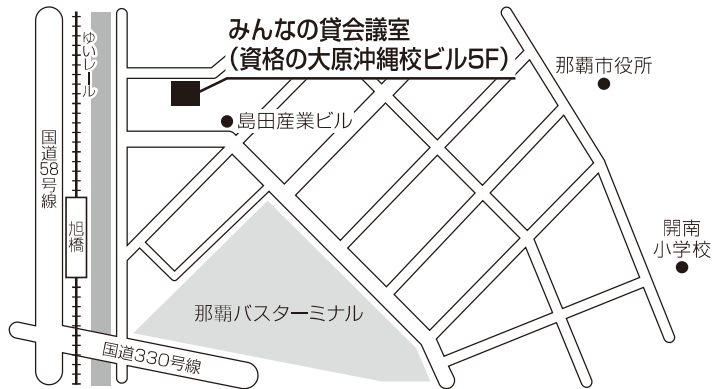 みんなの貸会議室
(資格の大原沖縄校ビル5F)
那覇市役所
ゆいレール
島田産業ビル
国道58号線
旭橋
開南
小学校
那覇バスターミナル
国道330号線